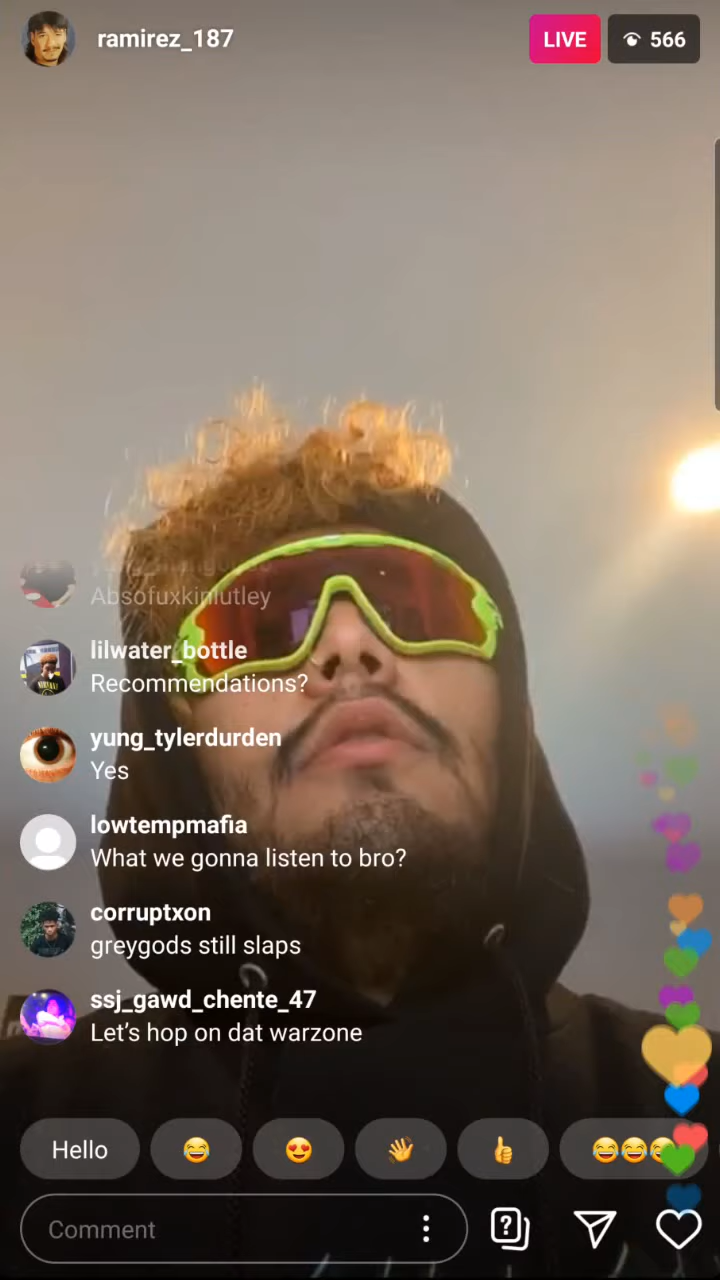 ramirez_187
LIVE
566
Absofuxkinlutley
lilwater_bottle
Recommendations?
yung_tylerdurden
Yes
lowtempmafia
What we gonna listen to bro?
corruptxon
greygods still slaps
ssj_gawd_chente_47
Let's hop on dat warzone
Hello
Comment